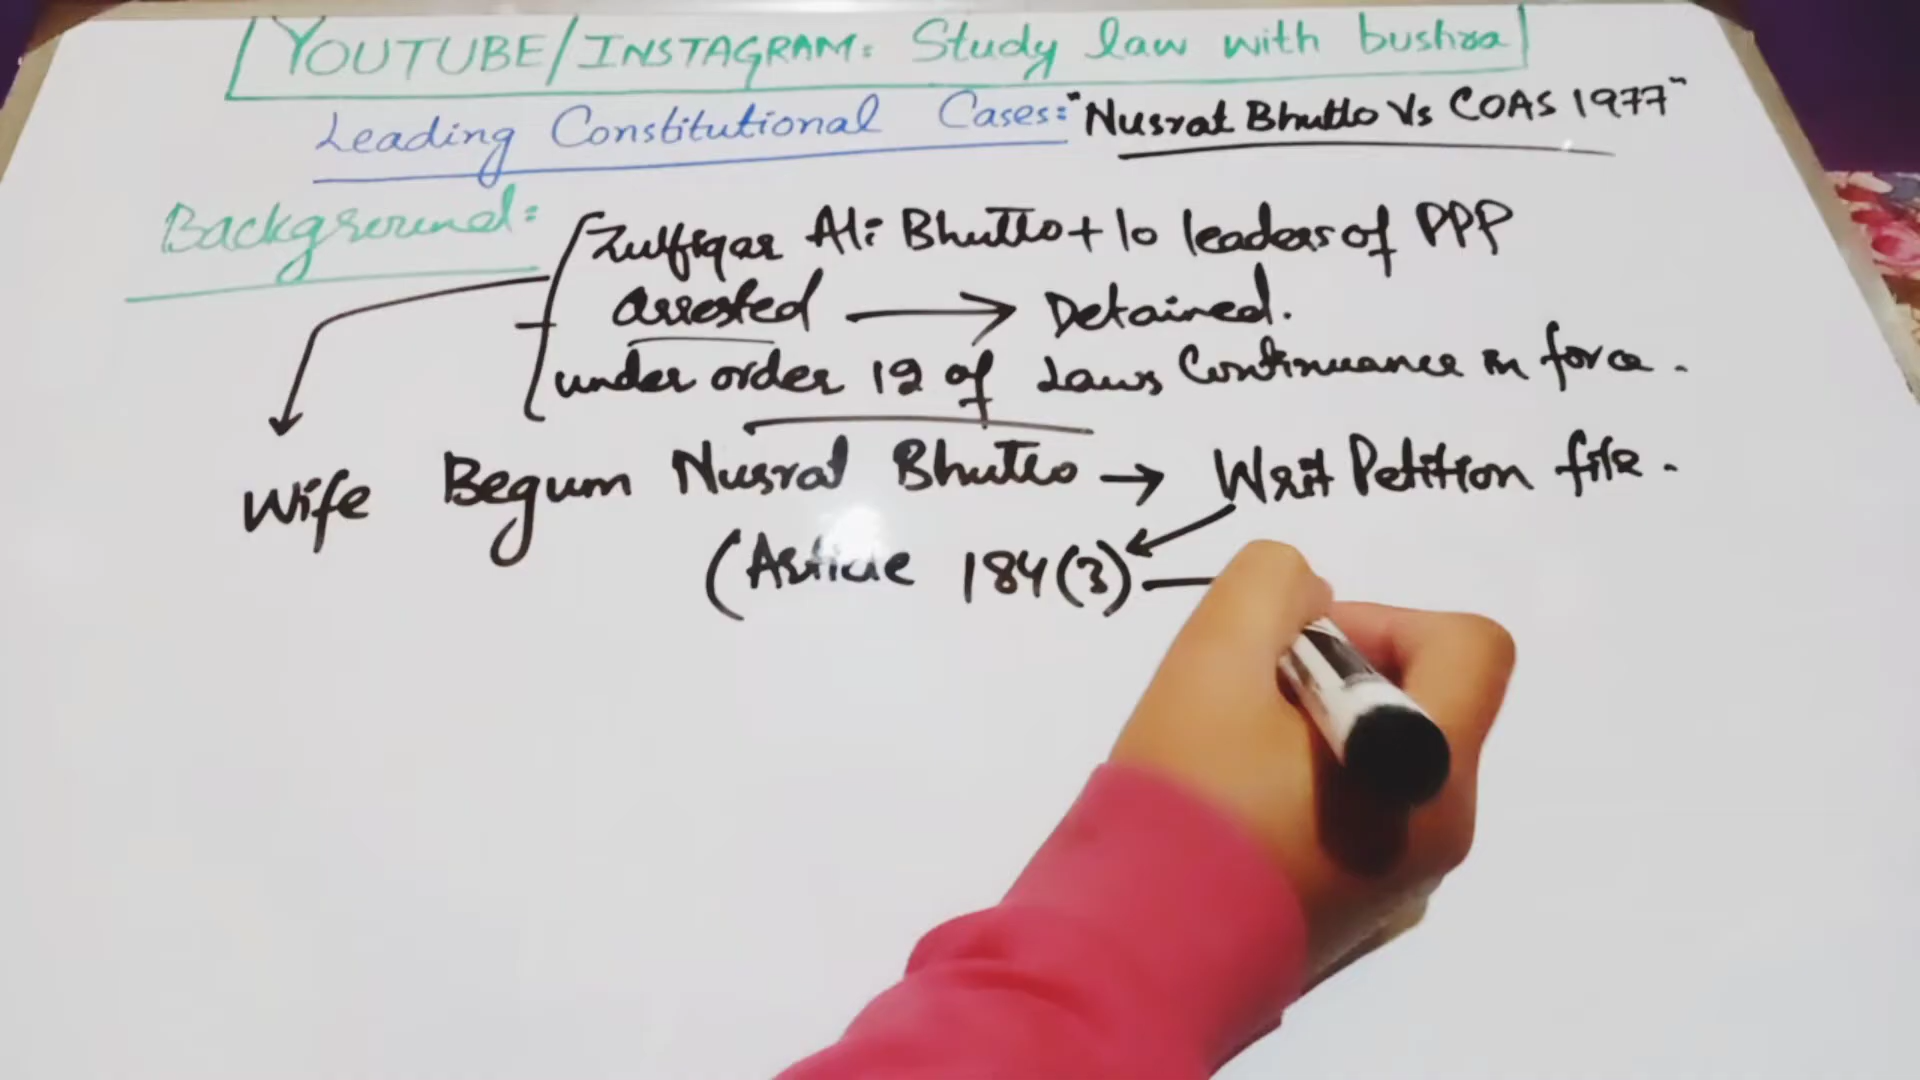 YOUTUBE/INSTAGRAM: Study law with bushra
Leading Constitutional Cases: "Nusrat Bhutto Vs COAS 1977"
Background:
Zulfiqar Ali Bhutto + 10 leaders of PPP
arrested → Detained.
under order 12 of Laws Continuance in force.
Wife Begum Nusrat Bhutto → Writ Petition file.
(Article 184(3)